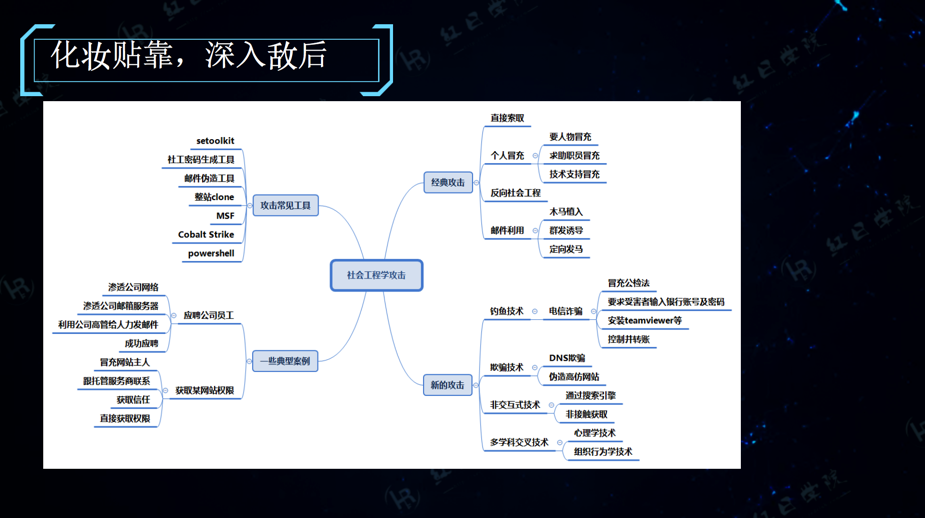 化妆贴靠，深入敌后
setoolkit
社工密码生成工具
邮件伪造工具
整站clone
MSF
Cobalt Strike
powershell
攻击常见工具
社会工程学攻击
经典攻击
直接索取
个人冒充
要人物冒充
求助职员冒充
技术支持冒充
反向社会工程
邮件利用
木马植入
群发诱导
定向发马
渗透公司网络
渗透公司邮箱服务器
利用公司高管给人力发邮件
成功应聘
应聘公司员工
一些典型案例
冒充网站主人
跟托管服务商联系
获取信任
直接获取权限
获取某网站权限
新的攻击
钓鱼技术
电信诈骗
冒充公检法
要求受害者输入银行账号及密码
安装teamviewer等
控制并转账
欺骗技术
DNS欺骗
伪造高仿网站
非交互式技术
通过搜索引擎
非接触获取
多学科交叉技术
心理学技术
组织行为学技术
红日学院